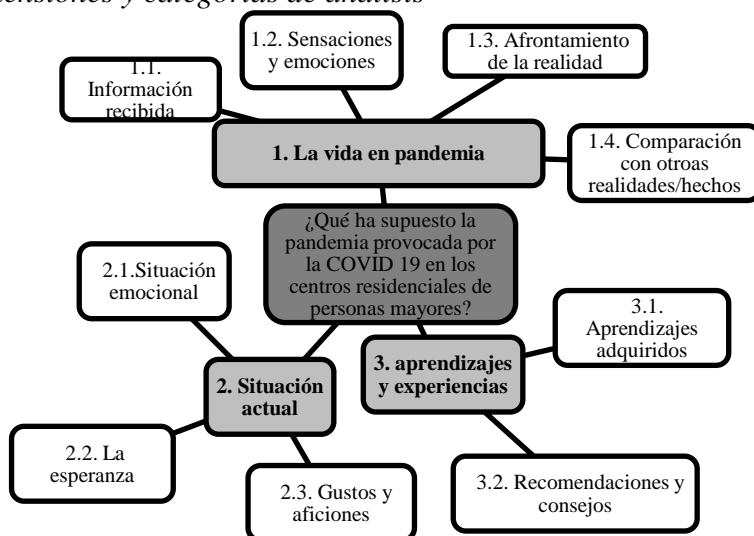 ensiones y categorías de análisis
1.2. Sensaciones
y emociones
1.3. Afrontamiento
de la realidad
1.1.
Información
recibida
1. La vida en pandemia
1.4. Comparación
con otroas
realidades/hechos
¿Qué ha supuesto la
pandemia provocada por
la COVID 19 en los
centros residenciales de
personas mayores?
2.1.Situación
emocional
3.1.
Aprendizajes
adquiridos
2. Situación
actual
3. aprendizajes
y experiencias
2.2. La
esperanza
2.3. Gustos y
aficiones
3.2. Recomendaciones y
consejos